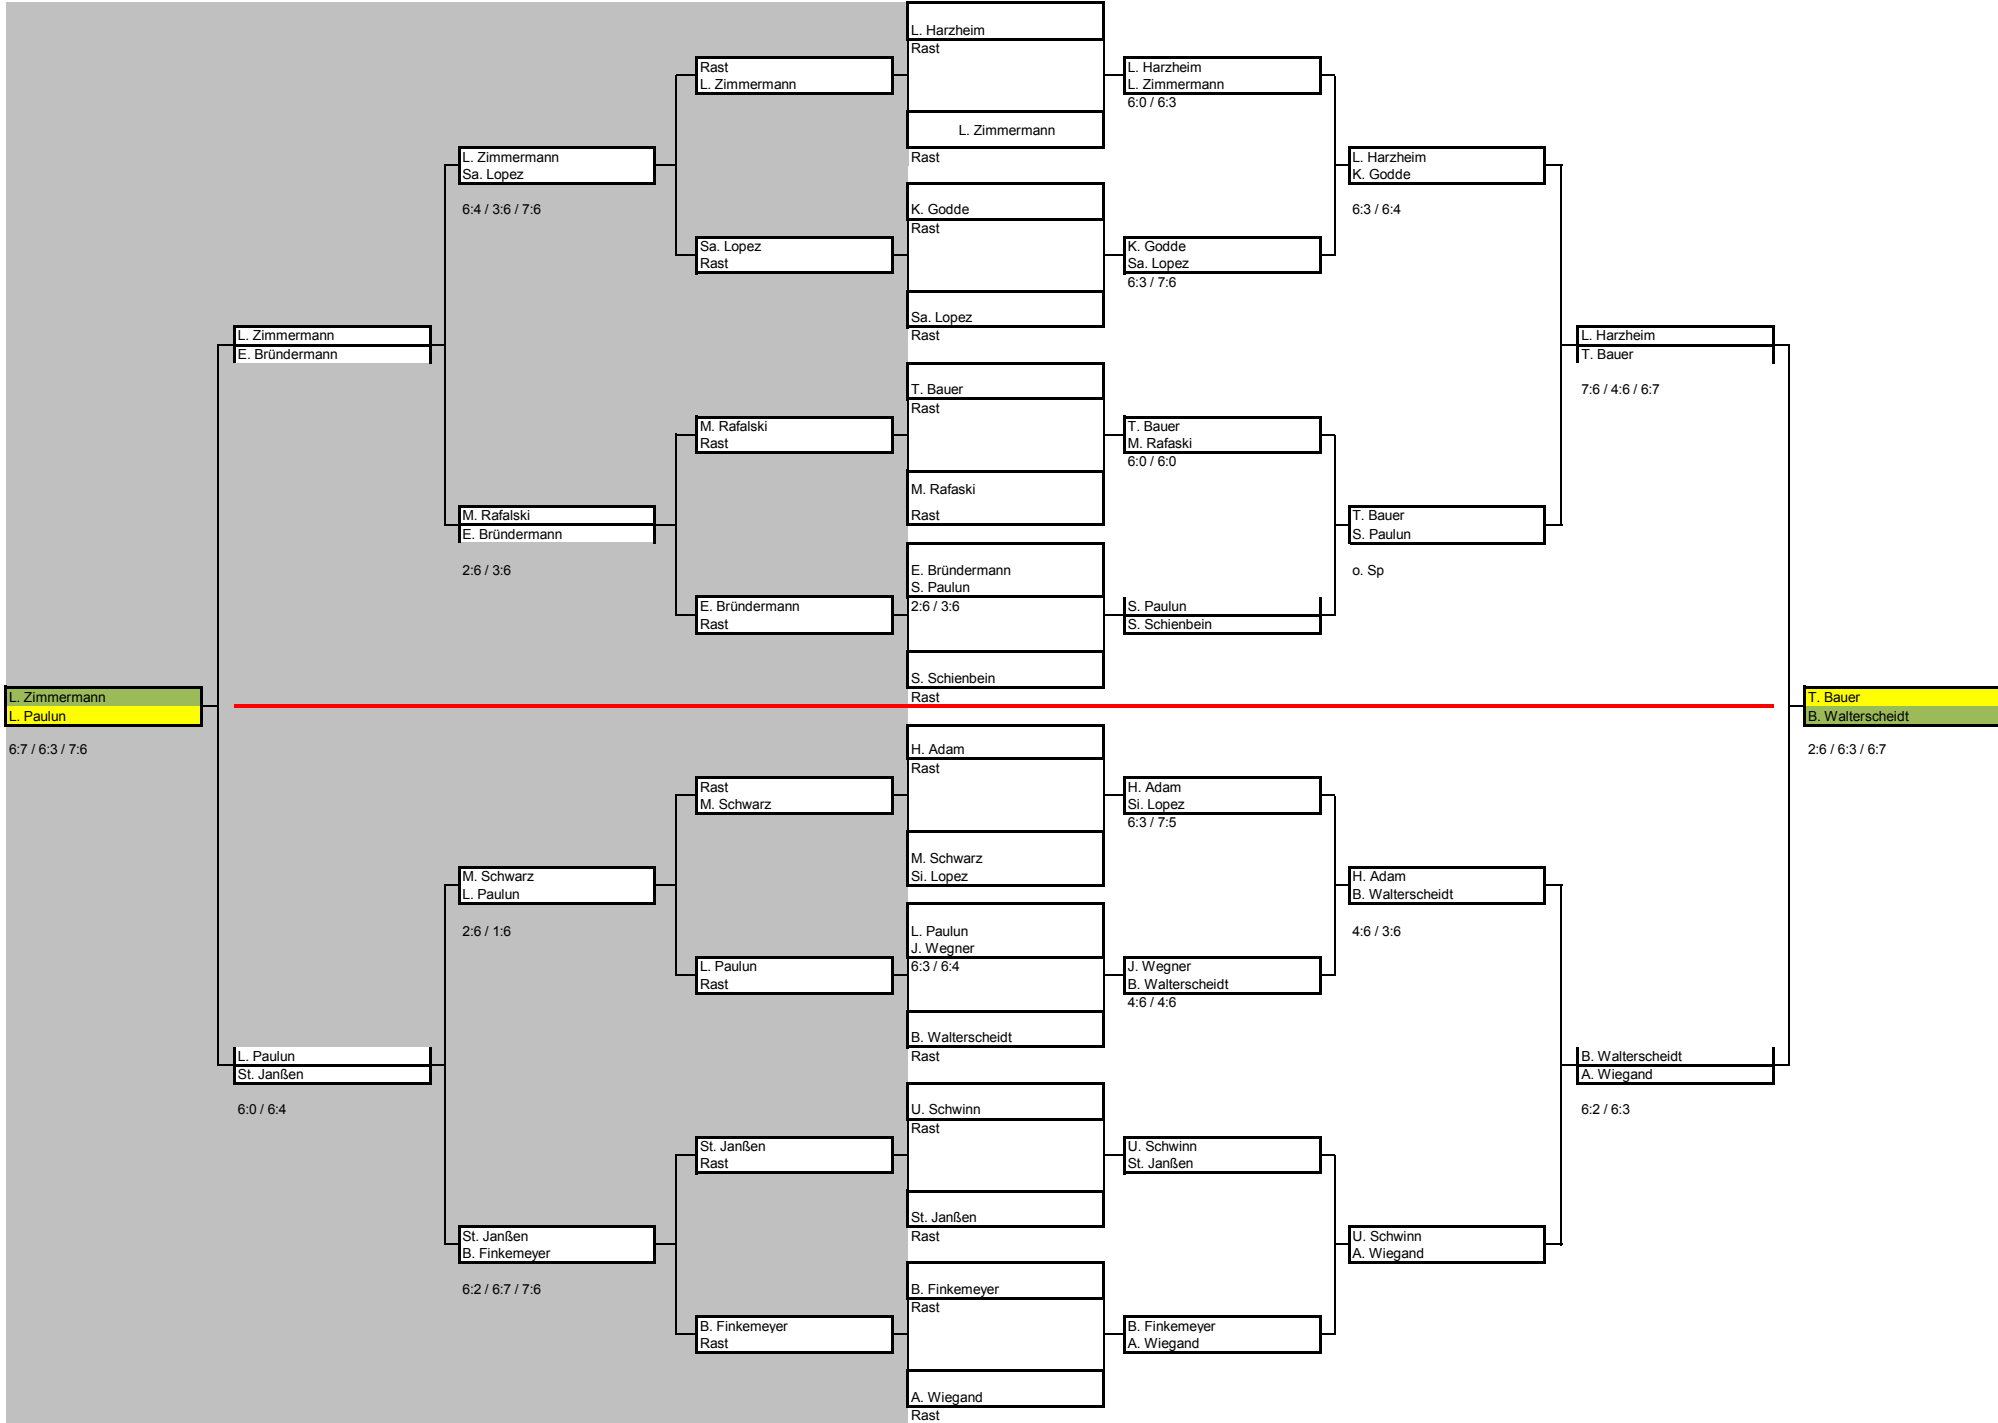 L. Harzheim
Rast
L. Zimmermann
Rast
K. Godde
Rast
Sa. Lopez
Rast
T. Bauer
Rast
M. Rafaski
Rast
E. Bründermann
S. Paulun
2:6 / 3:6
S. Schienbein
Rast
H. Adam
Rast
M. Schwarz
Si. Lopez
L. Paulun
J. Wegner
6:3 / 6:4
B. Walterscheidt
Rast
U. Schwinn
Rast
St. Janßen
Rast
B. Finkemeyer
Rast
A. Wiegand
Rast
Rast
L. Zimmermann
Sa. Lopez
Rast
M. Rafalski
Rast
E. Bründermann
Rast
Rast
M. Schwarz
L. Paulun
Rast
St. Janßen
Rast
B. Finkemeyer
Rast
L. Zimmermann
Sa. Lopez
6:4 / 3:6 / 7:6
M. Rafalski
E. Bründermann
2:6 / 3:6
M. Schwarz
L. Paulun
2:6 / 1:6
St. Janßen
B. Finkemeyer
6:2 / 6:7 / 7:6
L. Zimmermann
E. Bründermann
L. Paulun
St. Janßen
6:0 / 6:4
L. Zimmermann
L. Paulun
6:7 / 6:3 / 7:6
L. Harzheim
L. Zimmermann
6:0 / 6:3
K. Godde
Sa. Lopez
6:3 / 7:6
T. Bauer
M. Rafaski
6:0 / 6:0
S. Paulun
S. Schienbein
H. Adam
Si. Lopez
6:3 / 7:5
J. Wegner
B. Walterscheidt
4:6 / 4:6
U. Schwinn
St. Janßen
B. Finkemeyer
A. Wiegand
L. Harzheim
K. Godde
6:3 / 6:4
T. Bauer
S. Paulun
o. Sp
H. Adam
B. Walterscheidt
4:6 / 3:6
U. Schwinn
A. Wiegand
L. Harzheim
T. Bauer
7:6 / 4:6 / 6:7
B. Walterscheidt
A. Wiegand
6:2 / 6:3
T. Bauer
B. Walterscheidt
2:6 / 6:3 / 6:7